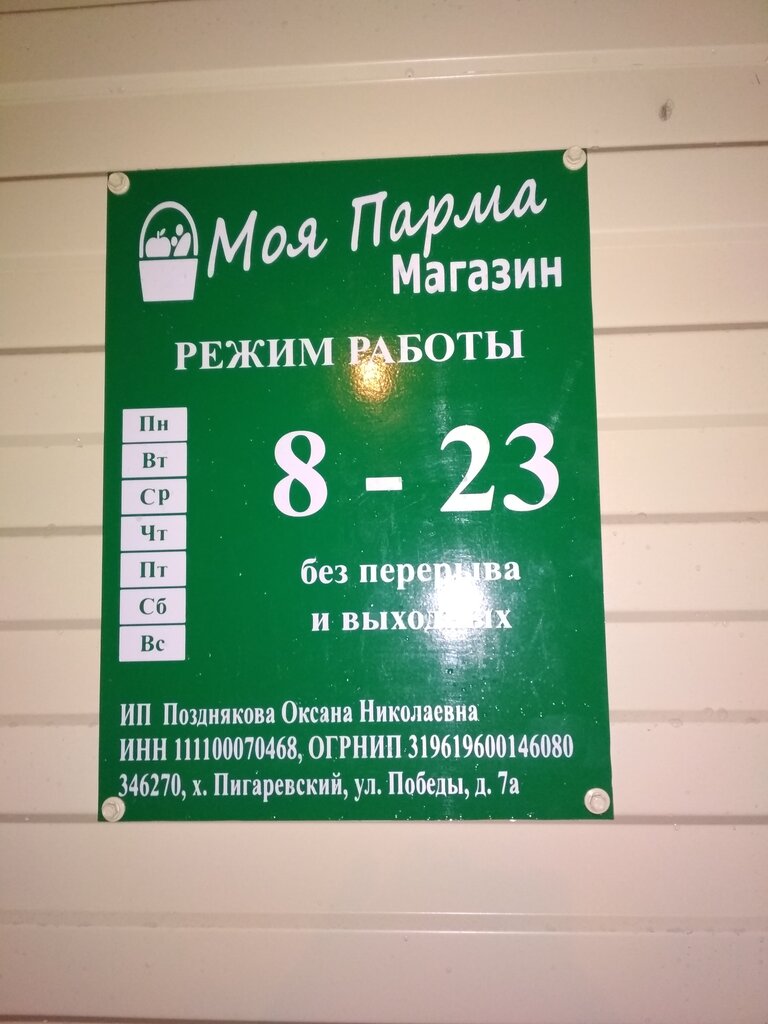 Моя Парма
Магазин
РЕЖИМ РАБОТЫ
Пн
Вт
Ср
Чт
Пт
Сб
Вс
8 - 23
без перерыва
и выходных
ИП Позднякова Оксана Николаевна
ИНН 111100070468, ОГРНИП 319619600146080
346270, х. Пигаревский, ул. Победы, д. 7а